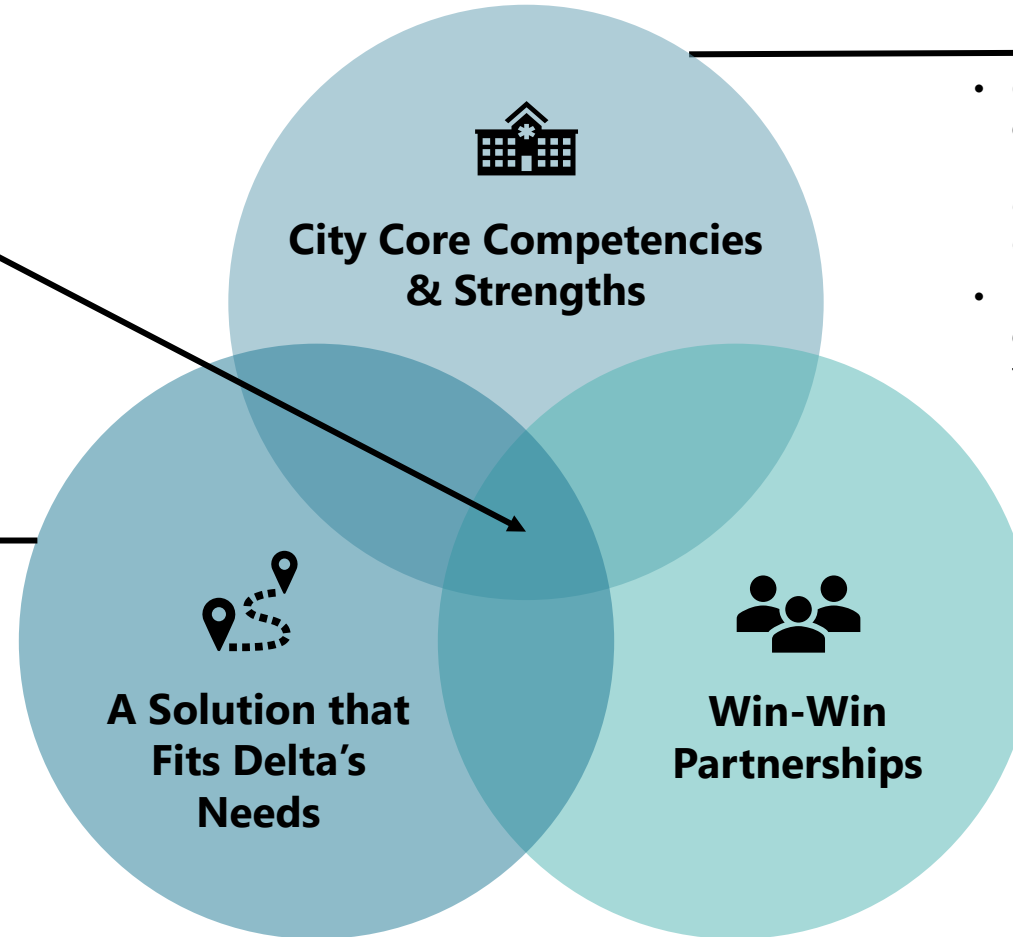 City Core Competencies
& Strengths
A Solution that
Fits Delta’s
Needs
Win-Win
Partnerships